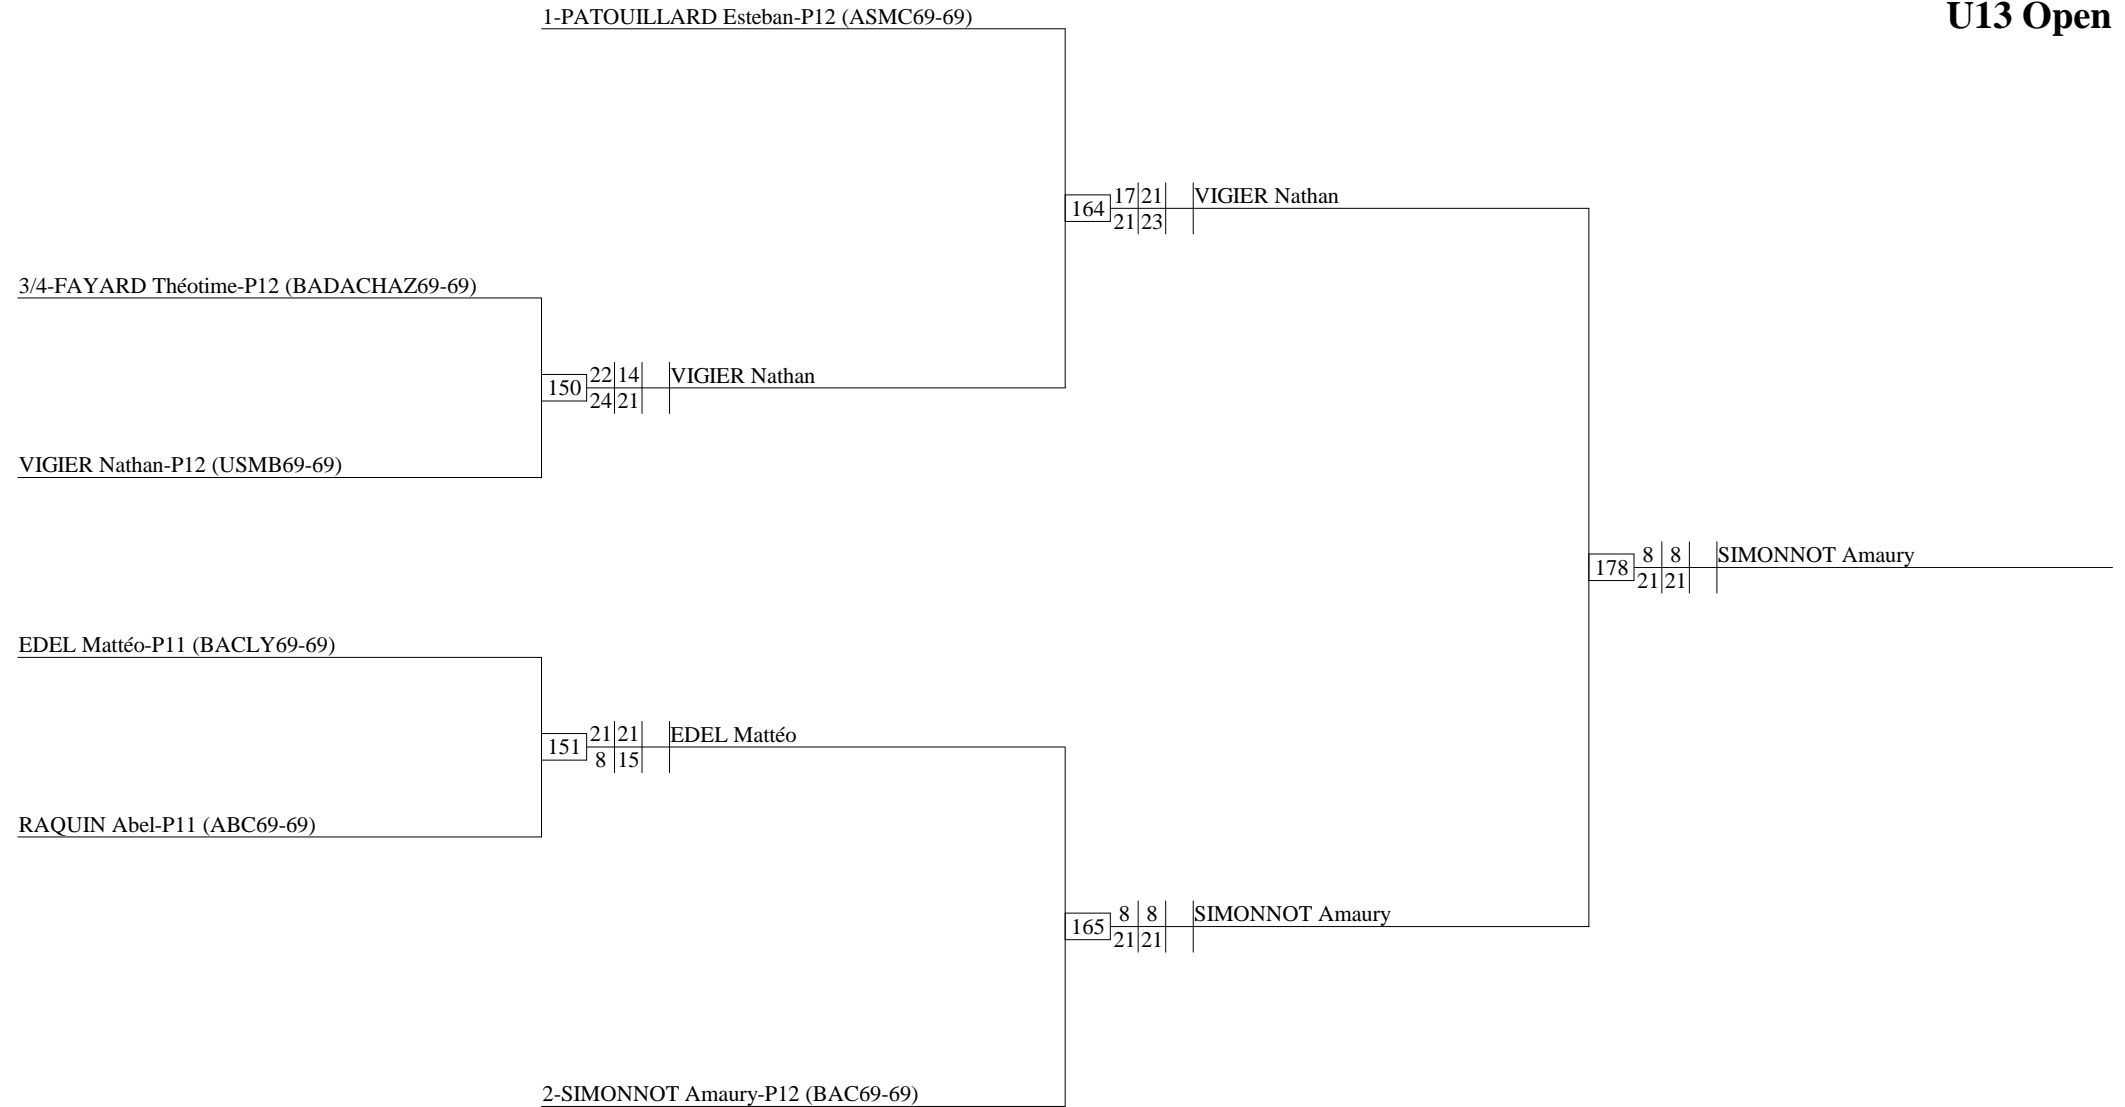 U13 Open
1-PATOUILLARD Esteban-P12 (ASMC69-69)
164 17 21 VIGIER Nathan
21 23
3/4-FAYARD Théotime-P12 (BADACHAZ69-69)
150 22 14 VIGIER Nathan
24 21
VIGIER Nathan-P12 (USMB69-69)
178 8 8 SIMONNOT Amaury
21 21
EDEL Mattéo-P11 (BACLY69-69)
151 21 21 EDEL Mattéo
8 15
RAQUIN Abel-P11 (ABC69-69)
165 8 8 SIMONNOT Amaury
21 21
2-SIMONNOT Amaury-P12 (BAC69-69)